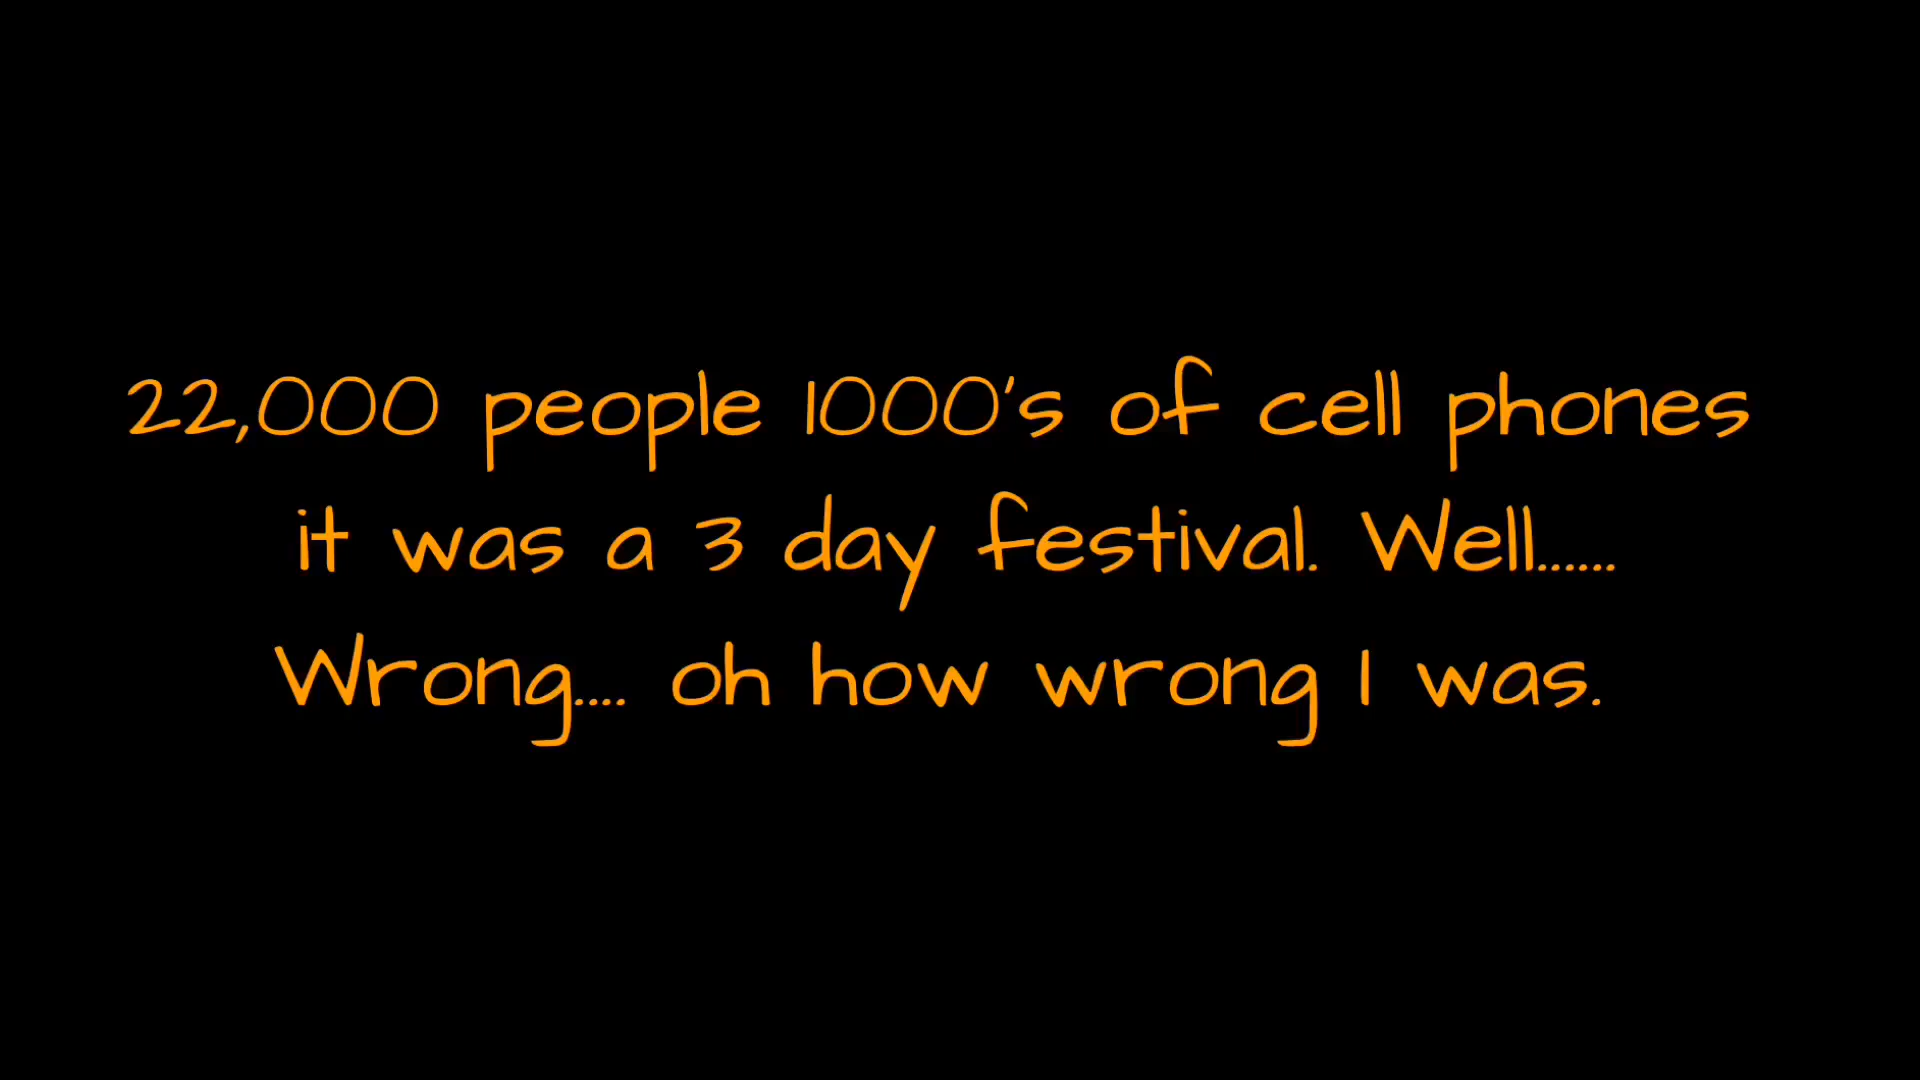 22,000 people 1000's of cell phones
it was a 3 day festival. Well......
Wrong.... oh how wrong I was.